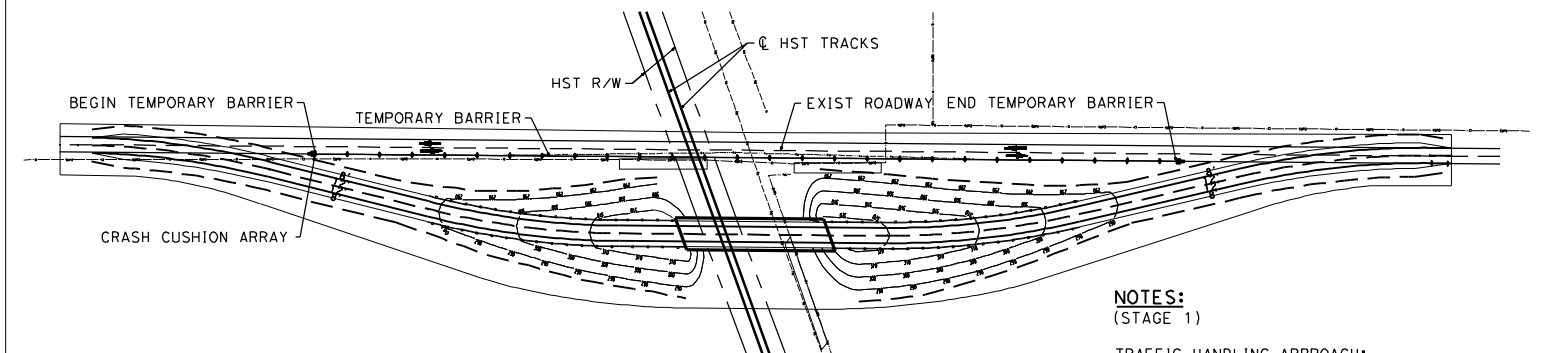 ℄ HST TRACKS
HST R/W
BEGIN TEMPORARY BARRIER
TEMPORARY BARRIER
EXIST ROADWAY
END TEMPORARY BARRIER
CRASH CUSHION ARRAY
NOTES:
(STAGE 1)
TRAFFIC HANDLING APPROACH: